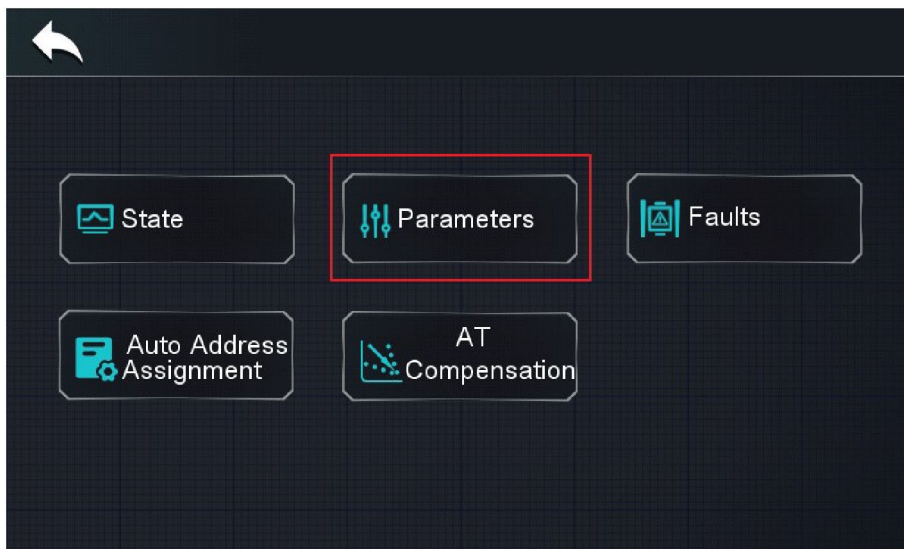 State
Parameters
Faults
Auto Address
Assignment
AT
Compensation